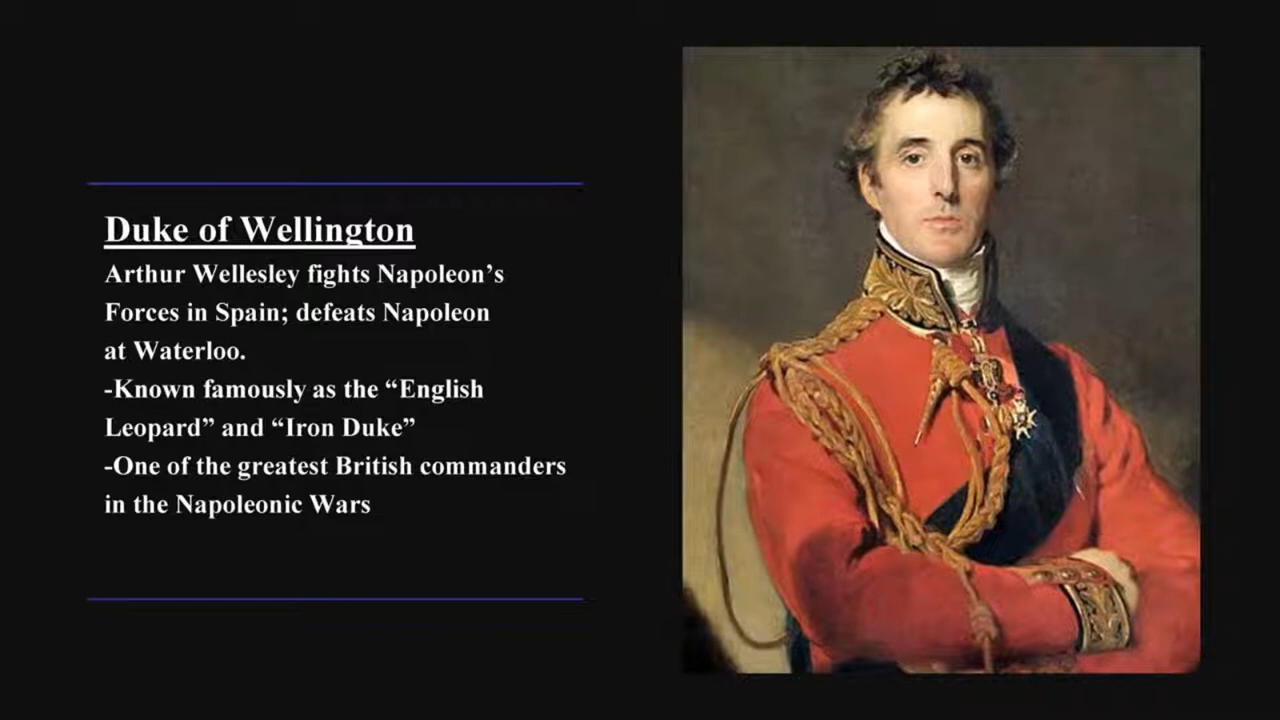 Duke of Wellington
Arthur Wellesley fights Napoleon’s
Forces in Spain; defeats Napoleon
at Waterloo.
-Known famously as the “English
Leopard” and “Iron Duke”
-One of the greatest British commanders
in the Napoleonic Wars